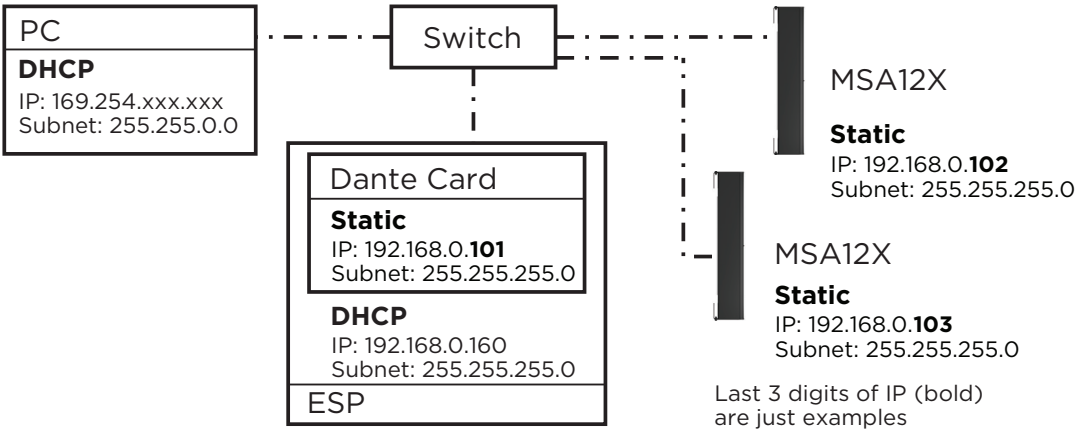 PC
DHCP
IP: 169.254.xxx.xxx
Subnet: 255.255.0.0
Switch
Dante Card
Static
IP: 192.168.0.101
Subnet: 255.255.255.0
DHCP
IP: 192.168.0.160
Subnet: 255.255.255.0
ESP
MSA12X
Static
IP: 192.168.0.102
Subnet: 255.255.255.0
MSA12X
Static
IP: 192.168.0.103
Subnet: 255.255.255.0
Last 3 digits of IP (bold)
are just examples